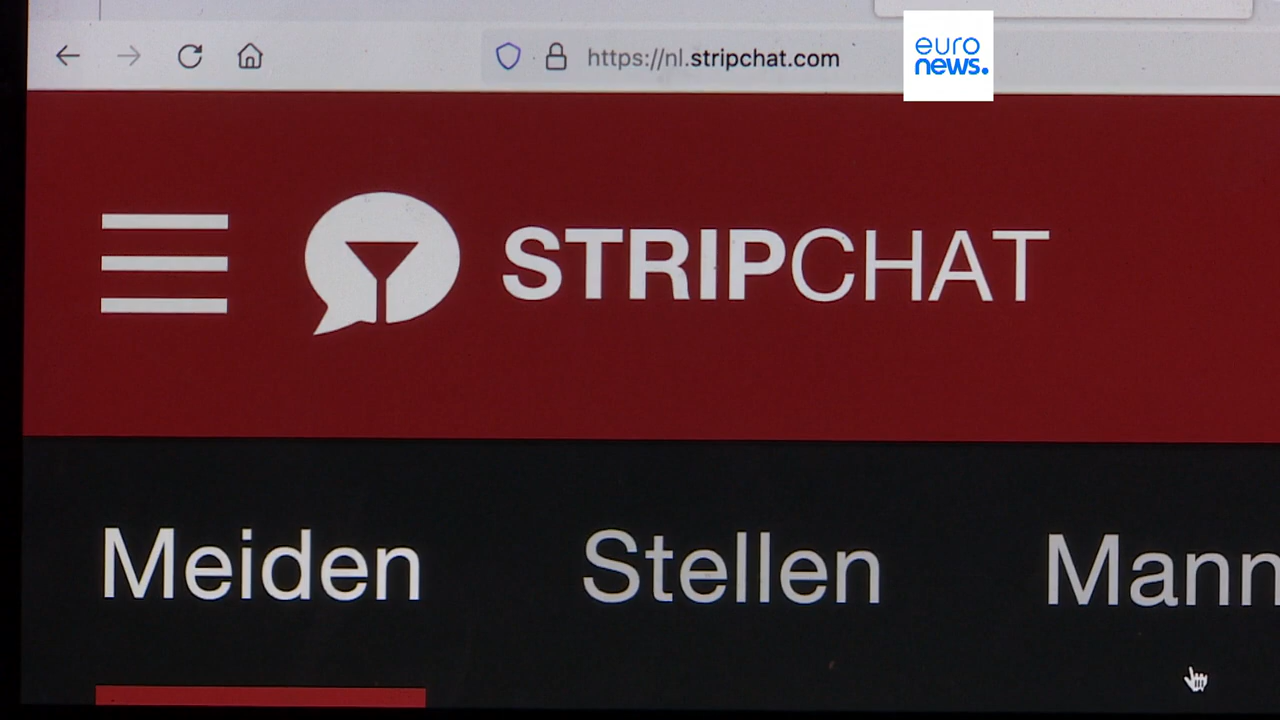 https://nl.stripchat.com
euro
news.
STRIPCHAT
Meiden
Stellen
Mann